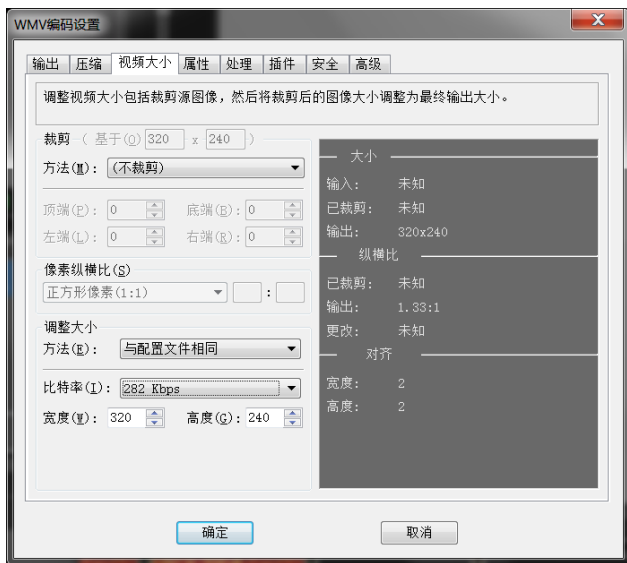 WMV编码设置
输出 压缩 视频大小 属性 处理 插件 安全 高级
调整视频大小包括裁剪源图像，然后将裁剪后的图像大小调整为最终输出大小。
裁剪 ( 基于(O) 320 x 240 )
方法(M): (不裁剪)
顶端(P): 0 底端(B): 0
左端(L): 0 右端(R): 0
像素纵横比(S)
正方形像素(1:1) :
调整大小
方法(E): 与配置文件相同
比特率(I): 282 Kbps
宽度(W): 320 高度(G): 240
大小
输入: 未知
已裁剪: 未知
输出: 320x240
纵横比
已裁剪: 未知
输出: 1.33:1
更改: 未知
对齐
宽度: 2
高度: 2
确定 取消